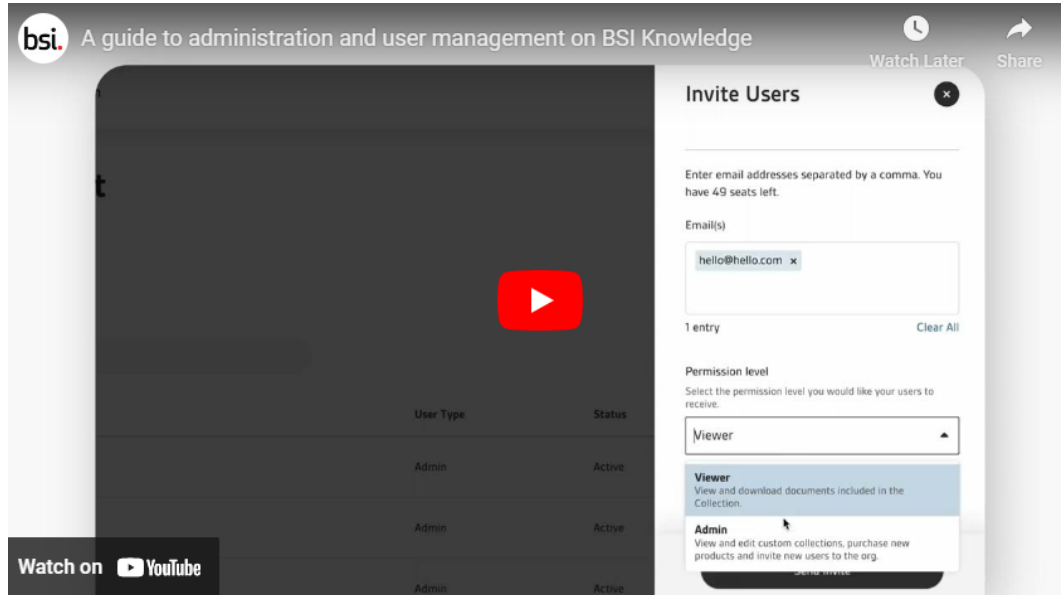 bsi. A guide to administration and user management on BSI Knowledge
Watch Later
Share
Invite Users
Enter email addresses separated by a comma. You
have 49 seats left.
Email(s)
hello@hello.com ×
1 entry
Clear All
Permission level
Select the permission level you would like your users to
receive.
Viewer
Viewer
View and download documents included in the
Collection.
Admin
View and edit custom collections, purchase new
products and invite new users to the org.
Send Invite
t
User Type
Status
Admin
Active
Admin
Active
Admin
Active
Watch on YouTube